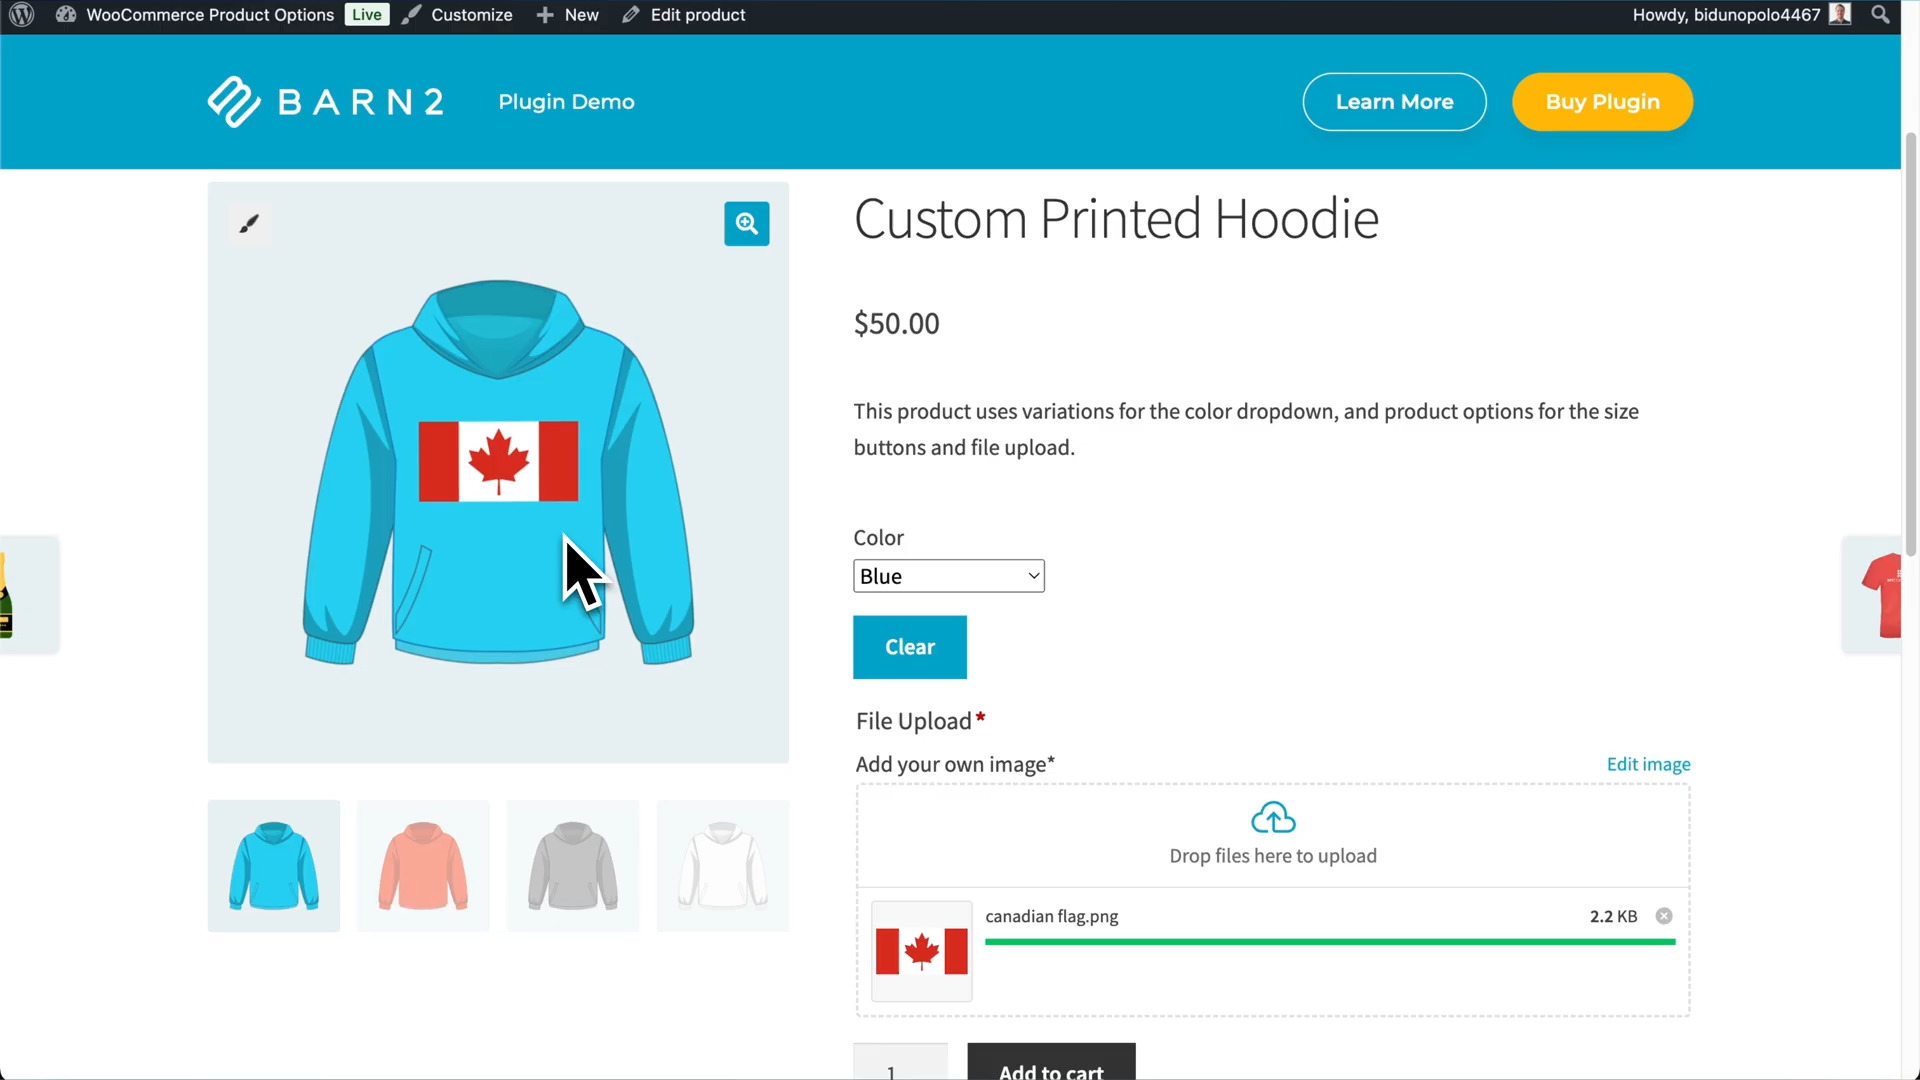 WooCommerce Product Options Live Customize New Edit product Howdy, bidunopolo4467
BARN2 Plugin Demo Learn More Buy Plugin
Custom Printed Hoodie
$50.00
This product uses variations for the color dropdown, and product options for the size
buttons and file upload.
Color
Blue
Clear
File Upload*
Add your own image* Edit image
Drop files here to upload
canadian flag.png 2.2 KB
1 Add to cart